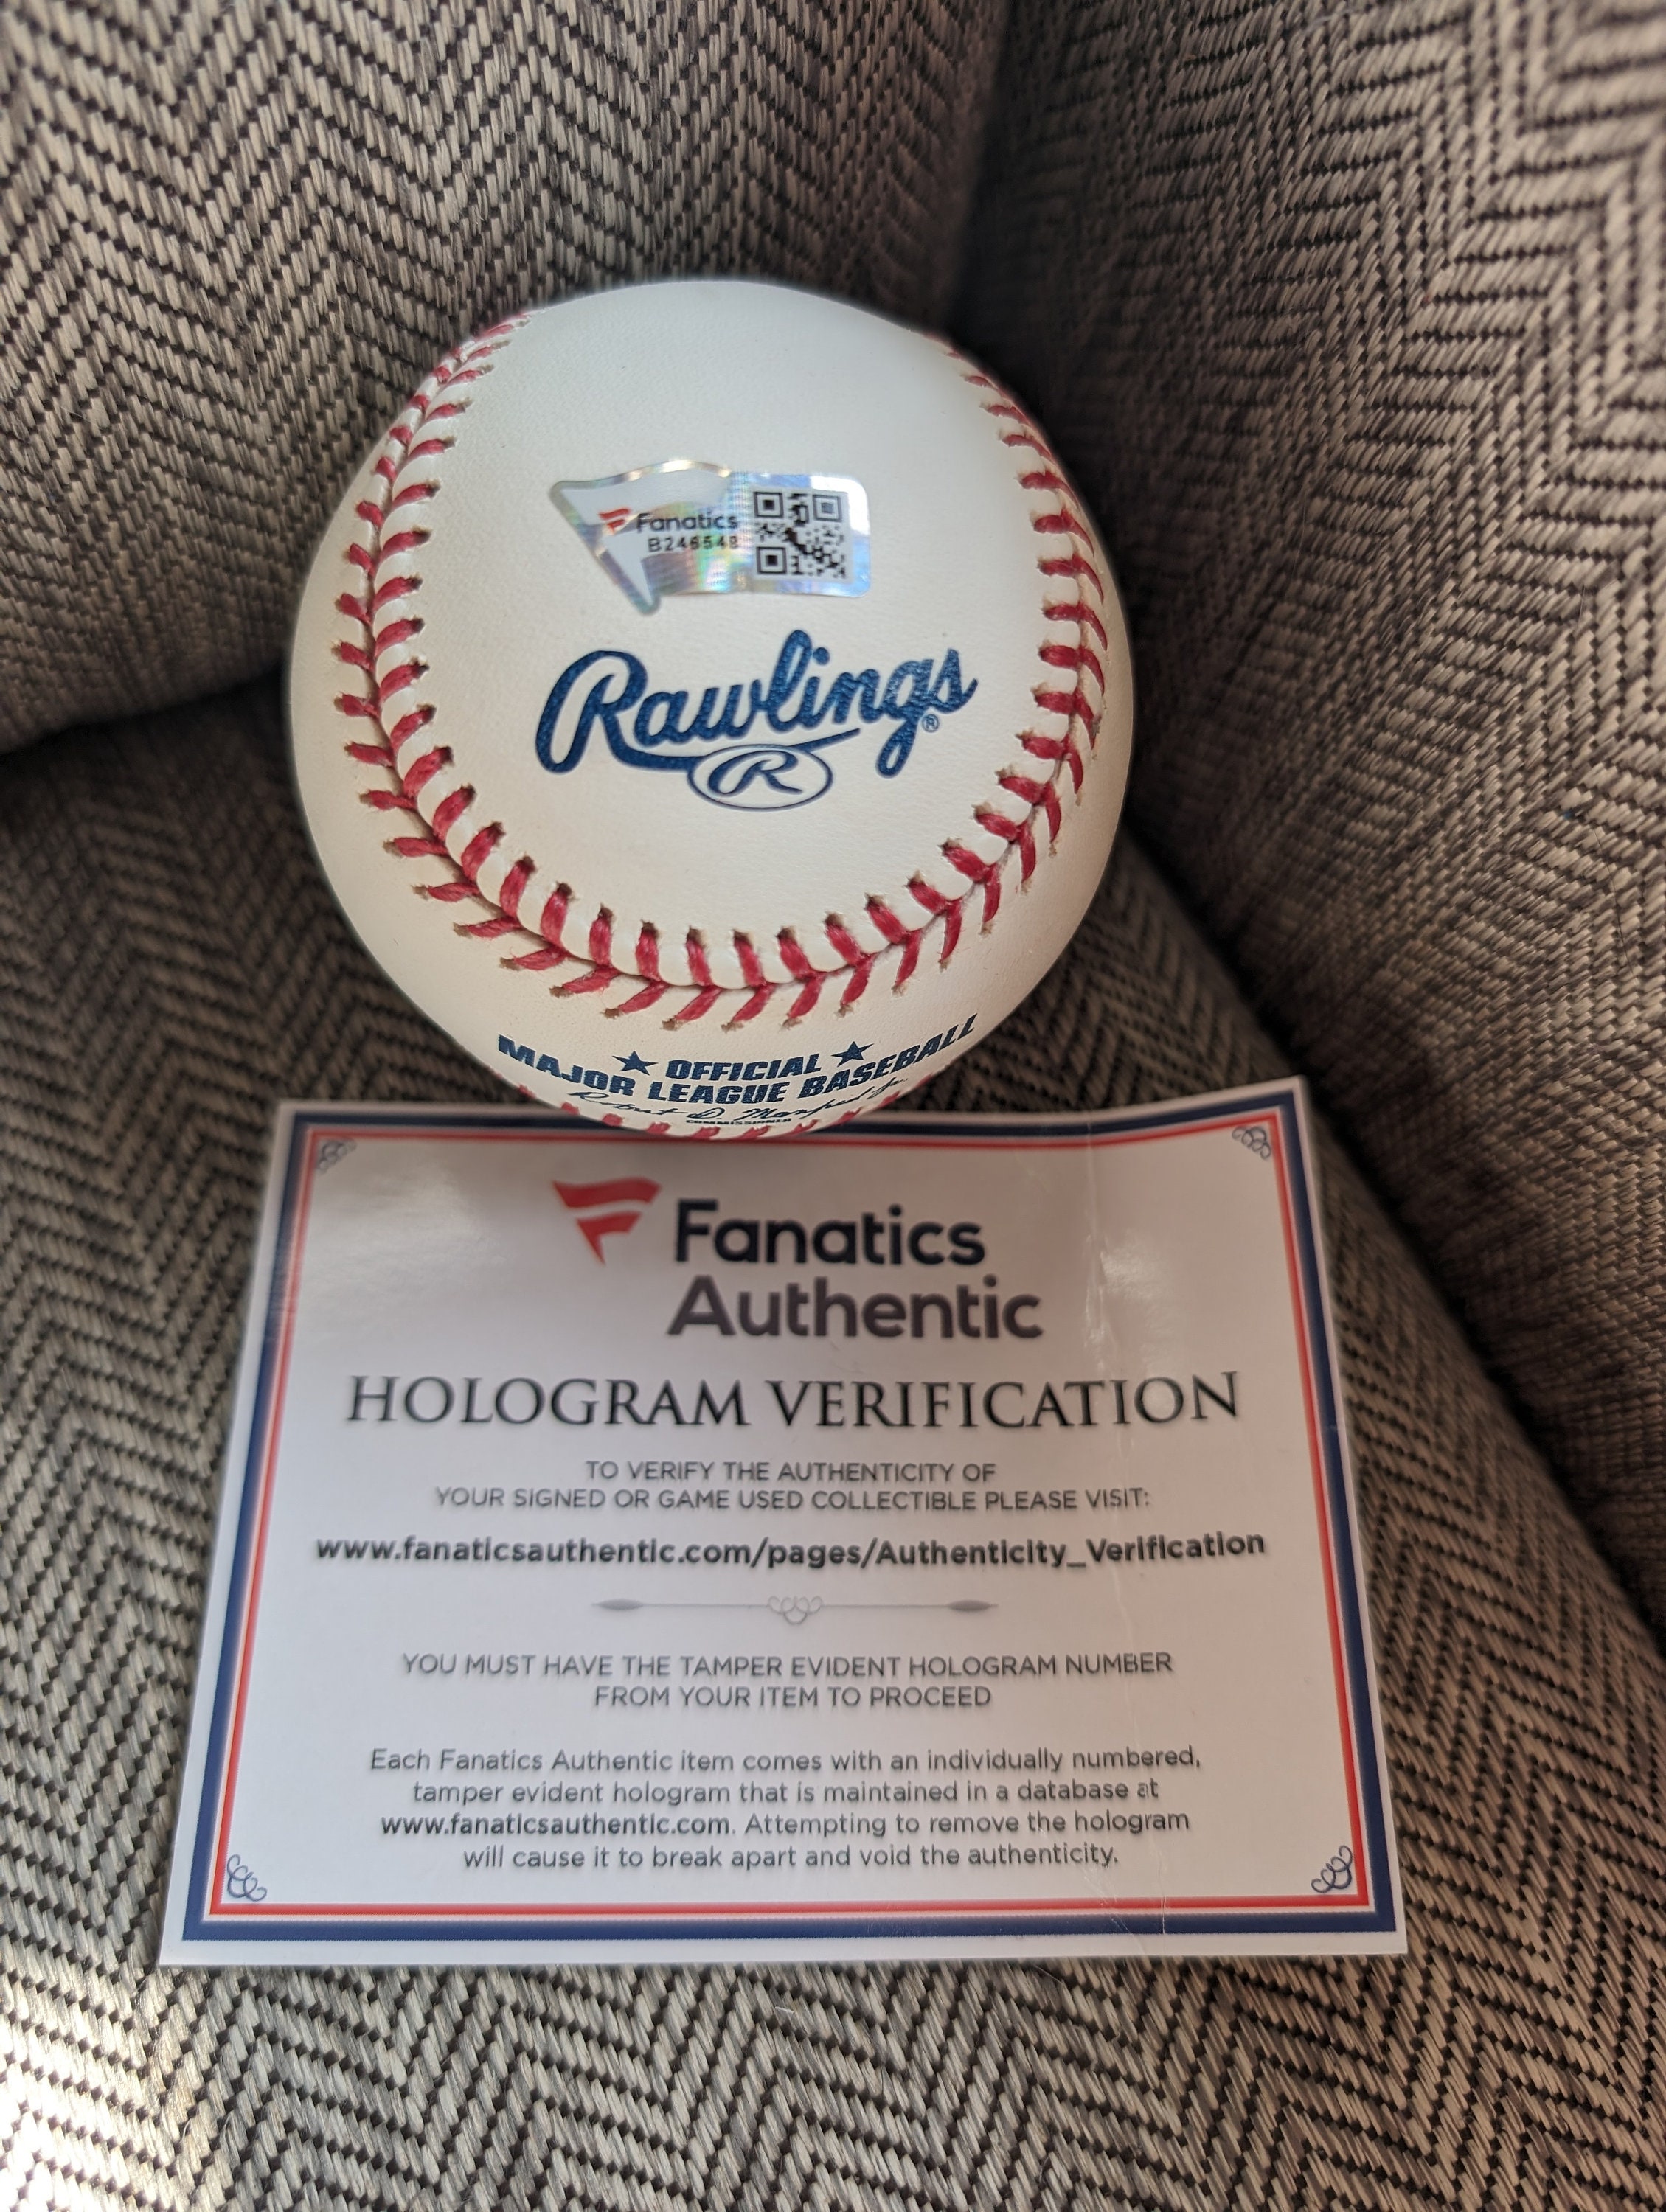 Fanatics
B246548
Rawlings®
R
OFFICIAL
MAJOR LEAGUE BASEBALL
Robert D. Manfred Jr.
COMMISSIONER
Fanatics
Authentic
HOLOGRAM VERIFICATION
TO VERIFY THE AUTHENTICITY OF
YOUR SIGNED OR GAME USED COLLECTIBLE PLEASE VISIT:
www.fanaticsauthentic.com/pages/Authenticity_Verification
YOU MUST HAVE THE TAMPER EVIDENT HOLOGRAM NUMBER
FROM YOUR ITEM TO PROCEED
Each Fanatics Authentic item comes with an individually numbered,
tamper evident hologram that is maintained in a database at
www.fanaticsauthentic.com. Attempting to remove the hologram
will cause it to break apart and void the authenticity.